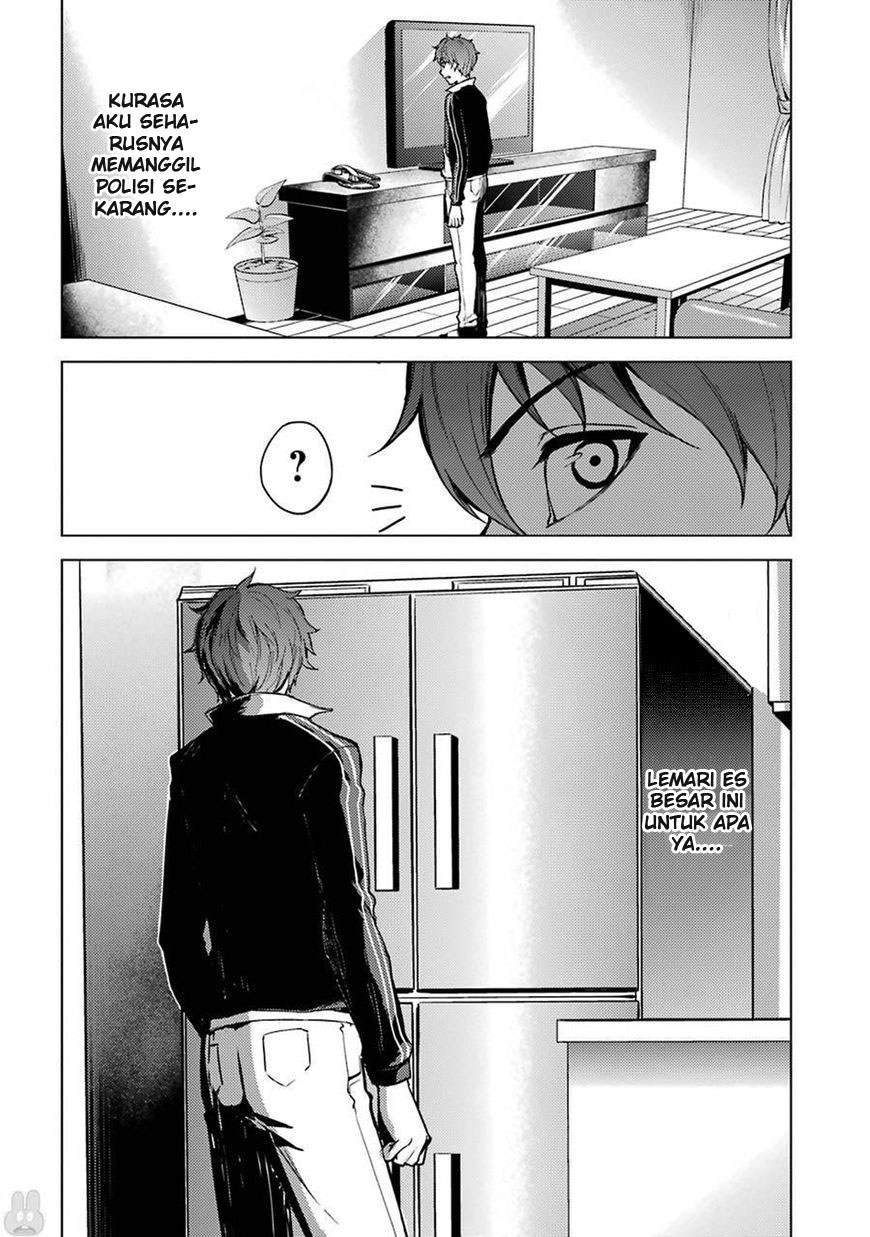 KURASA
AKU SEHA-
RUSNYA
MEMANGGIL
POLISI SE-
KARANG....
?
LEMARI ES
BESAR INI
UNTUK APA
YA....